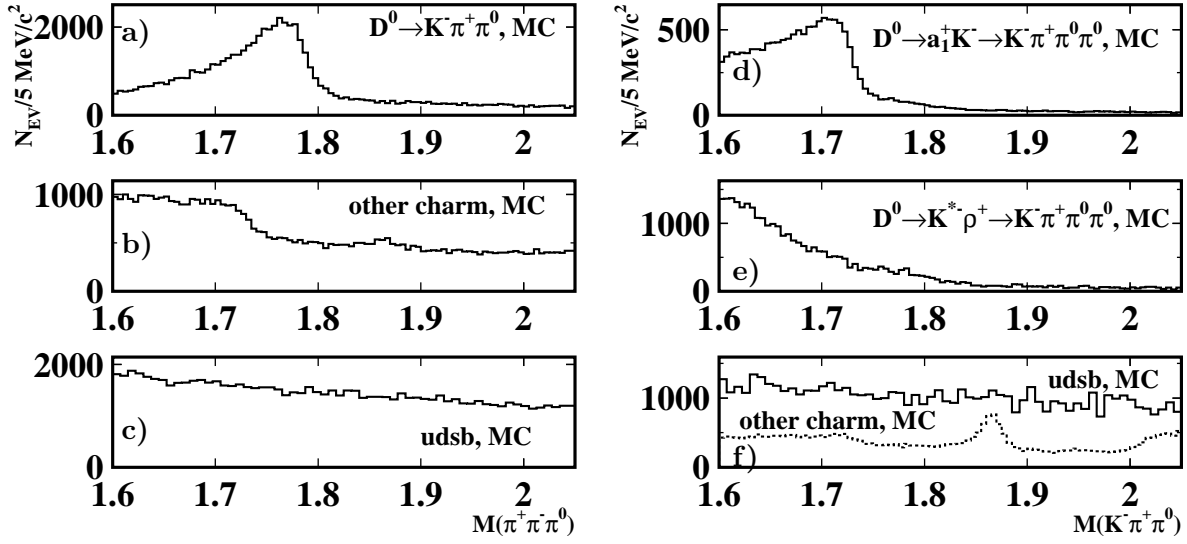 N_EV/5 MeV/c²
2000
0
a)
D⁰→K⁻π⁺π⁰, MC
1.6 1.7 1.8 1.9 2
1000
0
b)
other charm, MC
1.6 1.7 1.8 1.9 2
2000
0
c)
udsb, MC
1.6 1.7 1.8 1.9 2
M(π⁺π⁻π⁰)
N_EV/5 MeV/c²
500
0
d)
D⁰→a₁⁺K⁻→K⁻π⁺π⁰π⁰, MC
1.6 1.7 1.8 1.9 2
1000
0
e)
D⁰→K*⁻ρ⁺→K⁻π⁺π⁰π⁰, MC
1.6 1.7 1.8 1.9 2
1000
0
udsb, MC
other charm, MC
f)
1.6 1.7 1.8 1.9 2
M(K⁻π⁺π⁰)